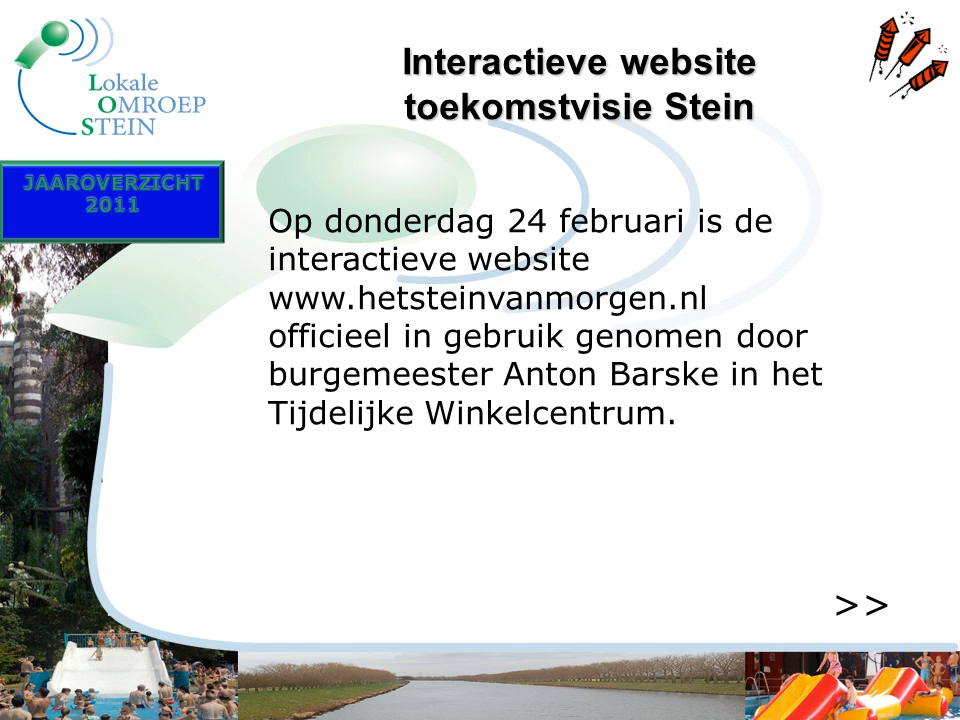 Lokale
OMROEP
STEIN
Interactieve website
toekomstvisie Stein
JAAROVERZICHT
2011
Op donderdag 24 februari is de
interactieve website
www.hetsteinvanmorgen.nl
officieel in gebruik genomen door
burgemeester Anton Barske in het
Tijdelijke Winkelcentrum.
>>